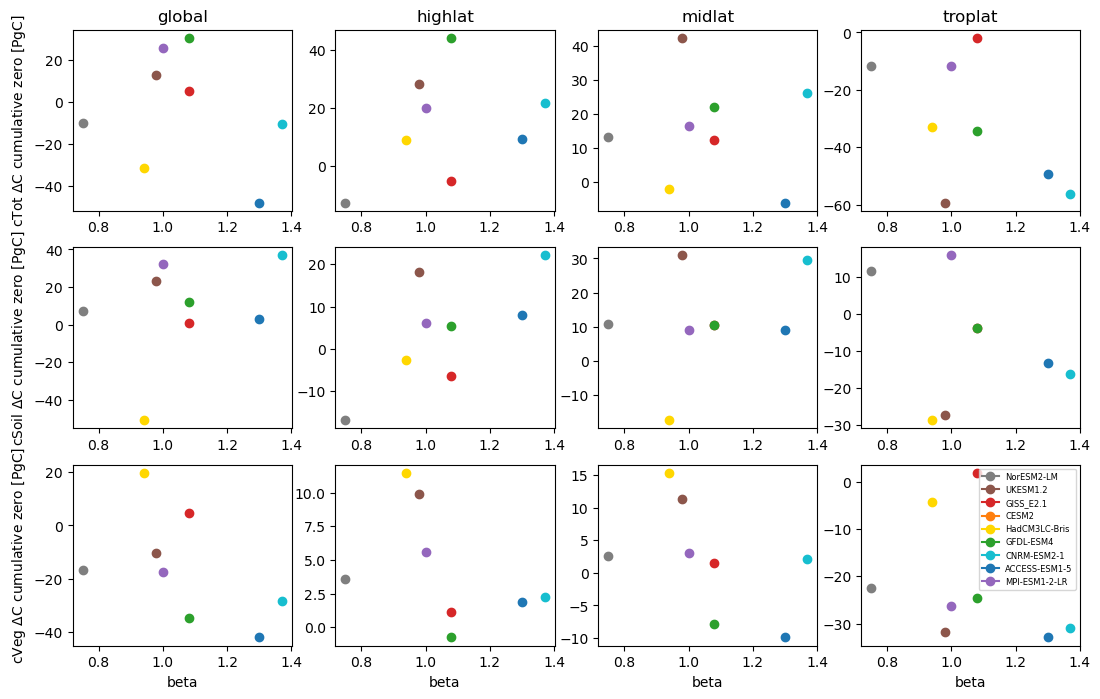 global
highlat
midlat
troplat
cTot ΔC cumulative zero [PgC]
20
0
−20
−40
0.8 1.0 1.2 1.4
40
20
0
0.8 1.0 1.2 1.4
40
30
20
10
0
0.8 1.0 1.2 1.4
0
−20
−40
−60
0.8 1.0 1.2 1.4
cSoil ΔC cumulative zero [PgC]
40
20
0
−20
−40
0.8 1.0 1.2 1.4
20
10
0
−10
0.8 1.0 1.2 1.4
30
20
10
0
−10
0.8 1.0 1.2 1.4
10
0
−10
−20
−30
0.8 1.0 1.2 1.4
cVeg ΔC cumulative zero [PgC]
20
0
−20
−40
0.8 1.0 1.2 1.4
beta
10.0
7.5
5.0
2.5
0.0
0.8 1.0 1.2 1.4
beta
15
10
5
0
−5
−10
0.8 1.0 1.2 1.4
beta
0
−10
−20
−30
0.8 1.0 1.2 1.4
beta
NorESM2-LM
UKESM1.2
GISS_E2.1
CESM2
HadCM3LC-Bris
GFDL-ESM4
CNRM-ESM2-1
ACCESS-ESM1-5
MPI-ESM1-2-LR